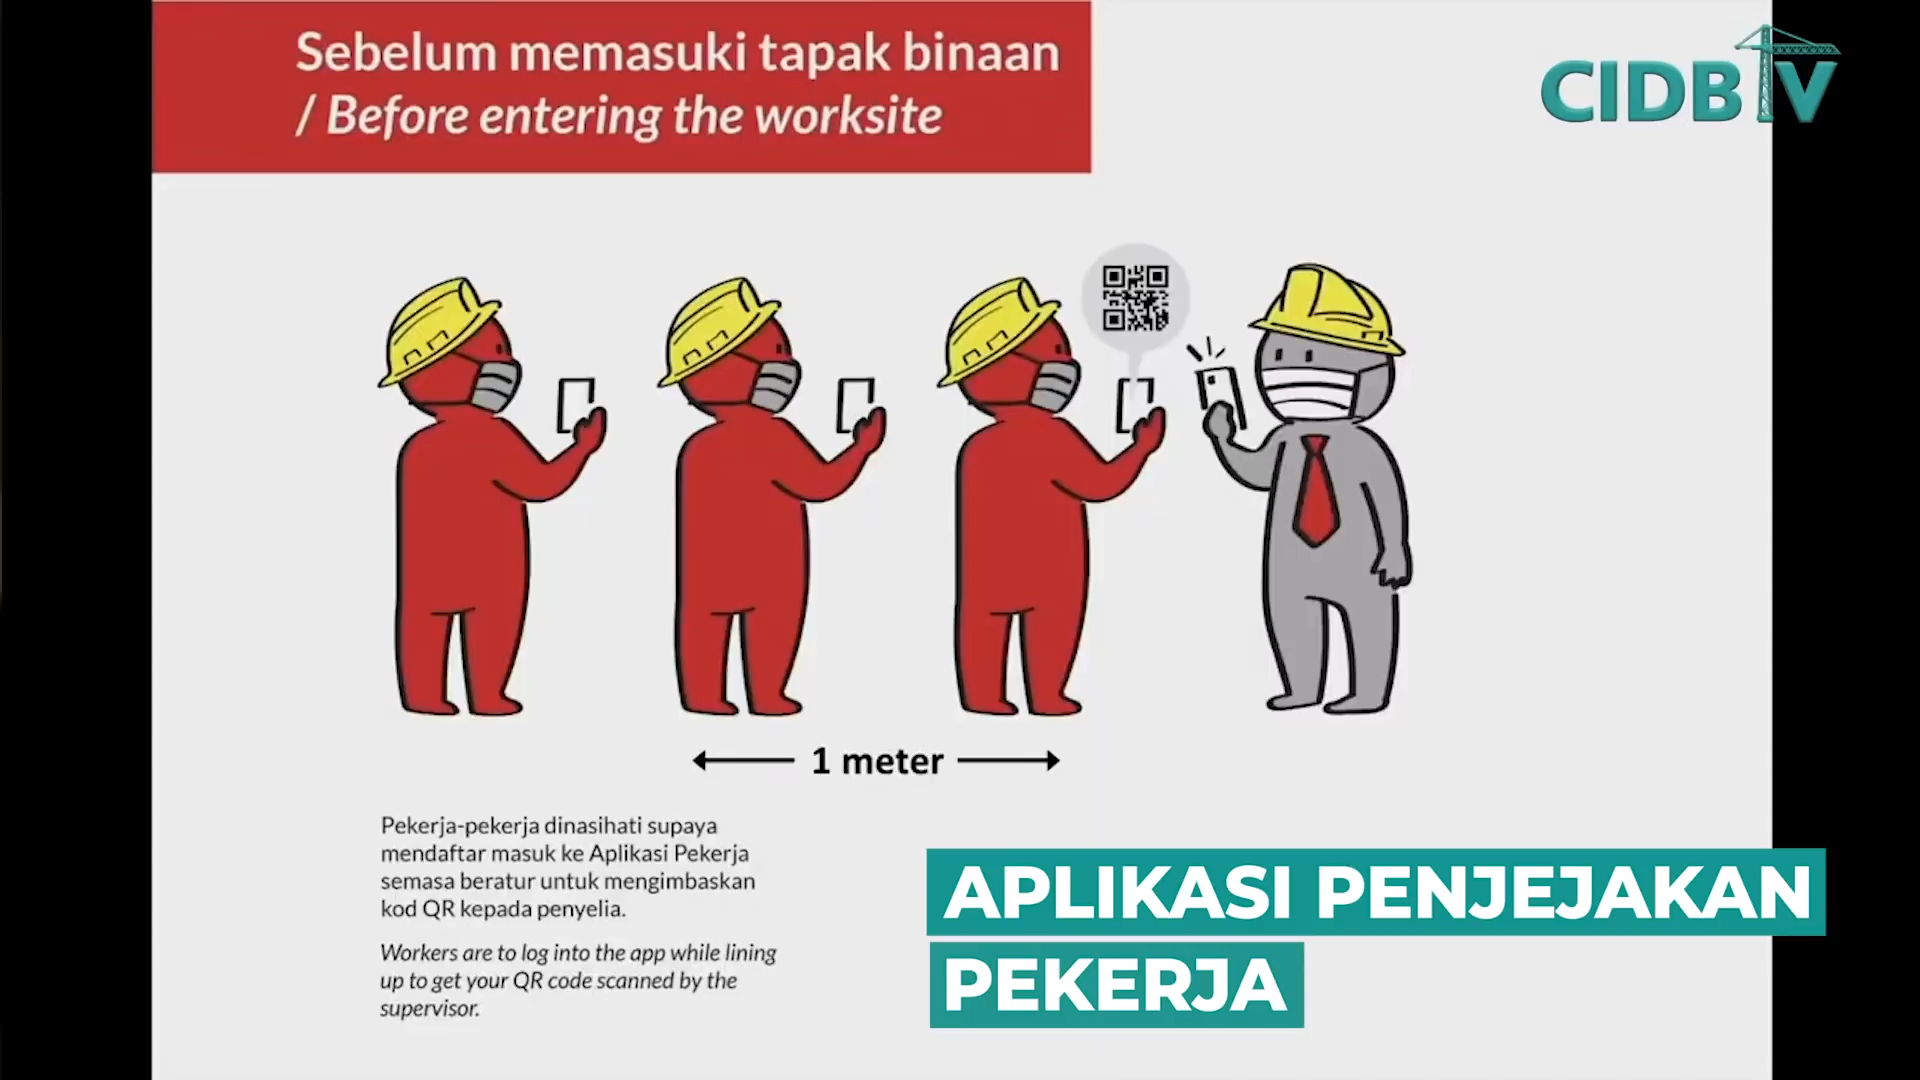 Sebelum memasuki tapak binaan
/ Before entering the worksite
CIDB TV
1 meter
Pekerja-pekerja dinasihati supaya
mendaftar masuk ke Aplikasi Pekerja
semasa beratur untuk mengimbaskan
kod QR kepada penyelia.
Workers are to log into the app while lining
up to get your QR code scanned by the
supervisor.
APLIKASI PENJEJAKAN
PEKERJA